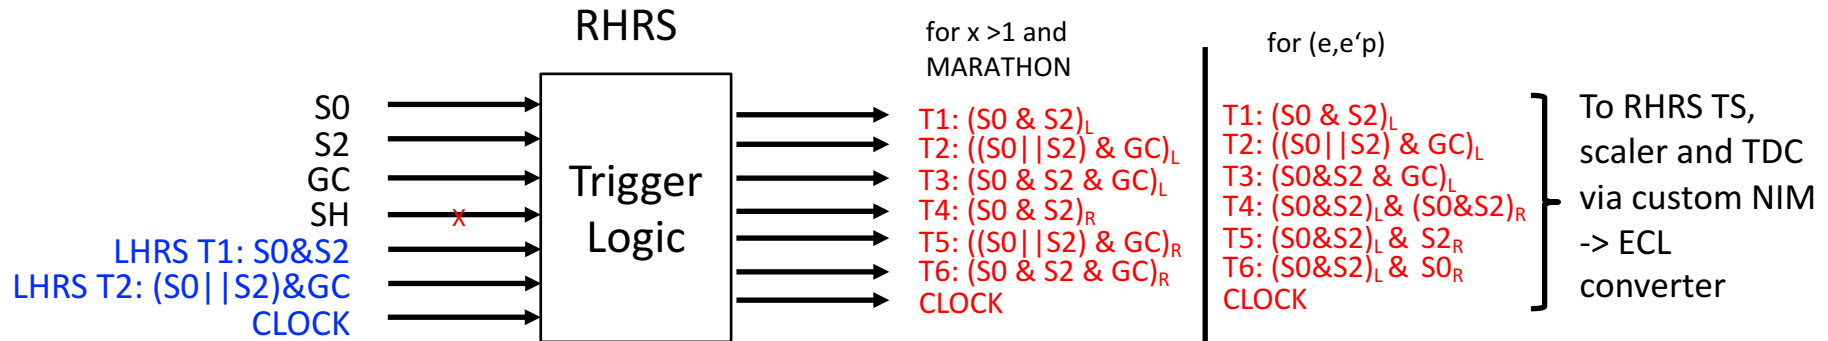 RHRS
for x >1 and
MARATHON
for (e,e‘p)
S0
S2
GC
SH
X
LHRS T1: S0&S2
LHRS T2: (S0||S2)&GC
CLOCK
Trigger
Logic
T1: (S0 & S2)L
T2: ((S0||S2) & GC)L
T3: (S0 & S2 & GC)L
T4: (S0 & S2)R
T5: ((S0||S2) & GC)R
T6: (S0 & S2 & GC)R
CLOCK
T1: (S0 & S2)L
T2: ((S0||S2) & GC)L
T3: (S0&S2 & GC)L
T4: (S0&S2)L& (S0&S2)R
T5: (S0&S2)L& S2R
T6: (S0&S2)L& S0R
CLOCK
To RHRS TS,
scaler and TDC
via custom NIM
-> ECL
converter